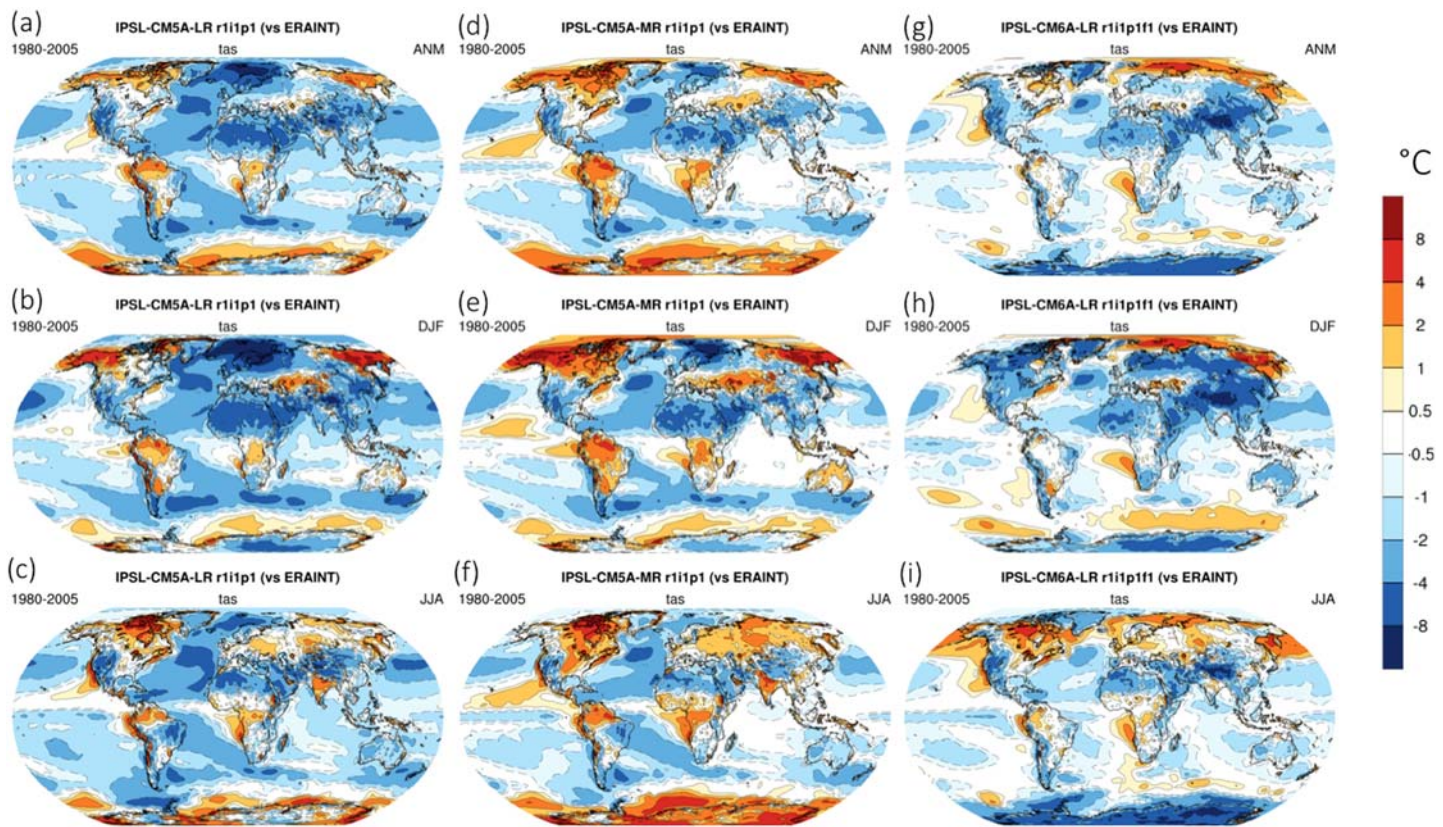 (a)
IPSL-CM5A-LR r1i1p1 (vs ERAINT)
1980-2005 tas ANM
(d)
IPSL-CM5A-MR r1i1p1 (vs ERAINT)
1980-2005 tas ANM
(g)
IPSL-CM6A-LR r1i1p1f1 (vs ERAINT)
1980-2005 tas ANM
(b)
IPSL-CM5A-LR r1i1p1 (vs ERAINT)
1980-2005 tas DJF
(e)
IPSL-CM5A-MR r1i1p1 (vs ERAINT)
1980-2005 tas DJF
(h)
IPSL-CM6A-LR r1i1p1f1 (vs ERAINT)
1980-2005 tas DJF
(c)
IPSL-CM5A-LR r1i1p1 (vs ERAINT)
1980-2005 tas JJA
(f)
IPSL-CM5A-MR r1i1p1 (vs ERAINT)
1980-2005 tas JJA
(i)
IPSL-CM6A-LR r1i1p1f1 (vs ERAINT)
1980-2005 tas JJA
°C
8
4
2
1
0.5
-0.5
-1
-2
-4
-8